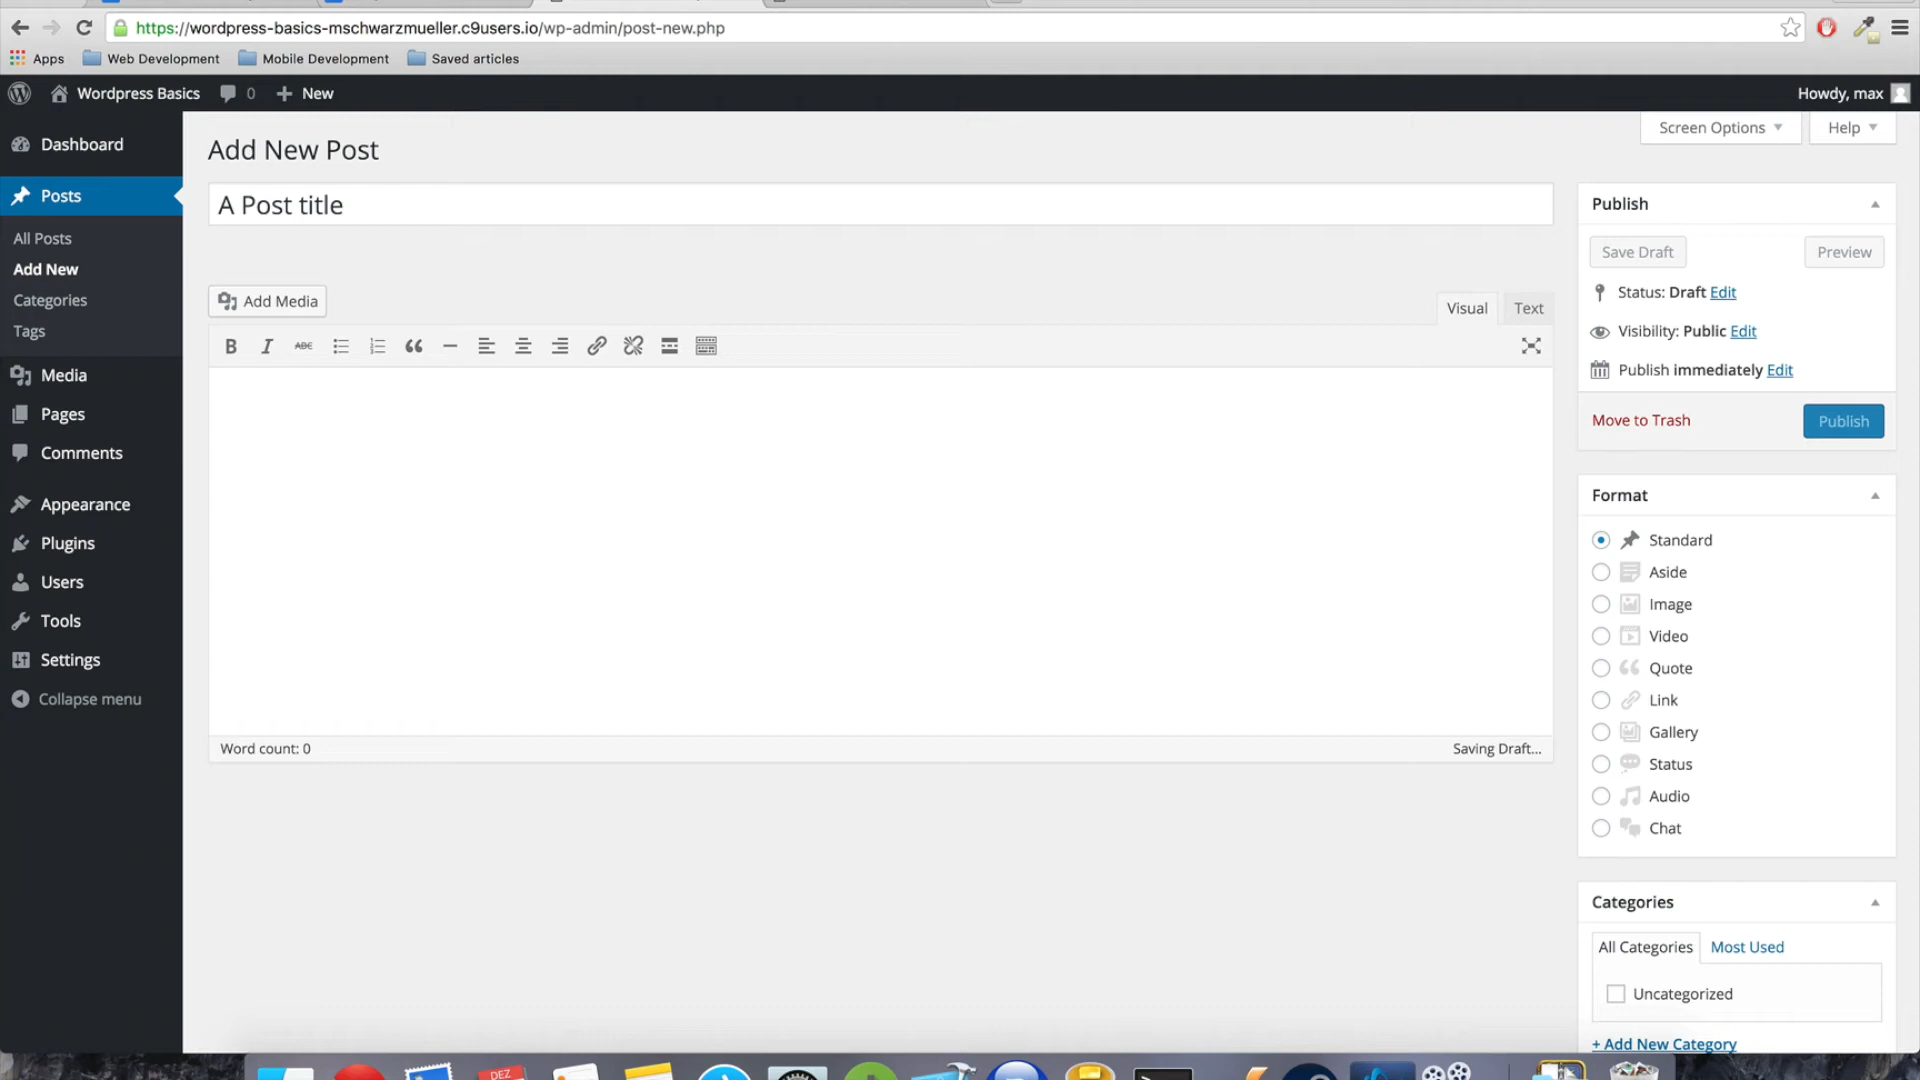 https://wordpress-basics-mschwarzmueller.c9users.io/wp-admin/post-new.php
Apps Web Development Mobile Development Saved articles
Wordpress Basics 0 New Howdy, max
Screen Options Help
Dashboard
Posts
All Posts
Add New
Categories
Tags
Media
Pages
Comments
Appearance
Plugins
Users
Tools
Settings
Collapse menu
Add New Post
A Post title
Add Media
Visual Text
B I ABC
Word count: 0 Saving Draft...
Publish
Save Draft Preview
Status: Draft Edit
Visibility: Public Edit
Publish immediately Edit
Move to Trash Publish
Format
Standard
Aside
Image
Video
Quote
Link
Gallery
Status
Audio
Chat
Categories
All Categories Most Used
Uncategorized
+ Add New Category
DEZ